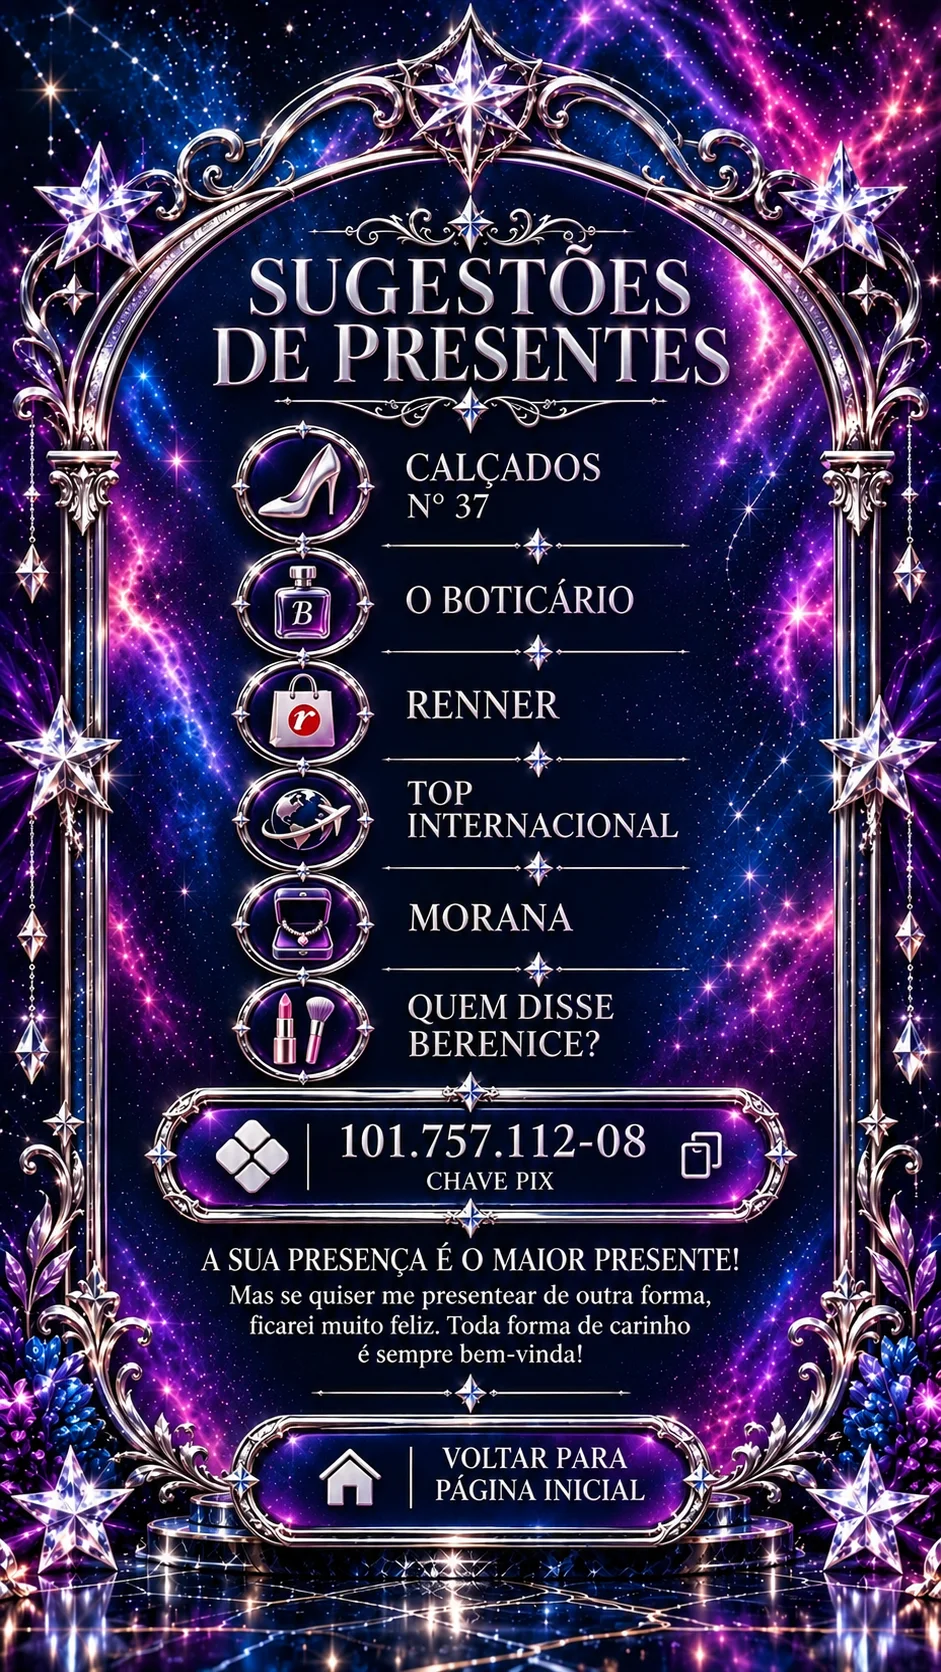 SUGESTÕES
DE PRESENTES
CALÇADOS
Nº 37
B
O BOTICÁRIO
r
RENNER
TOP
INTERNACIONAL
MORANA
QUEM DISSE
BERENICE?
101.757.112-08
CHAVE PIX
A SUA PRESENÇA É O MAIOR PRESENTE!
Mas se quiser me presentear de outra forma,
ficarei muito feliz. Toda forma de carinho
é sempre bem-vinda!
VOLTAR PARA
PÁGINA INICIAL